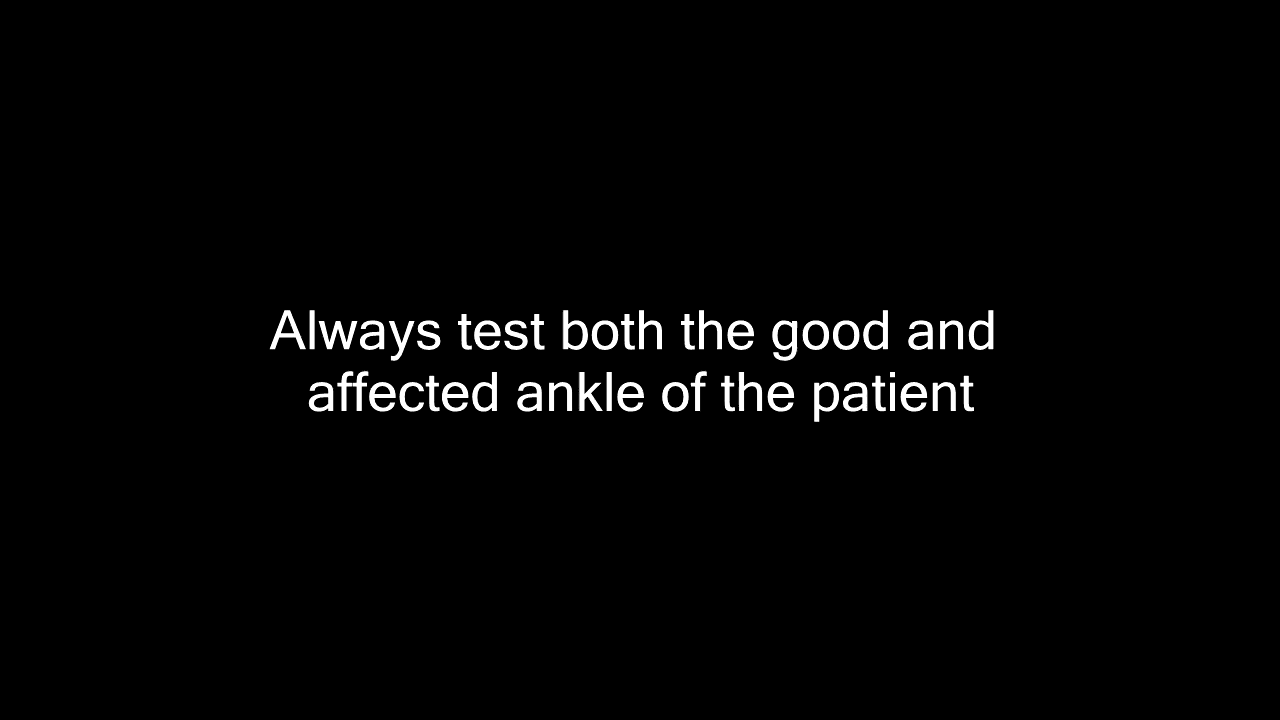 Always test both the good and
affected ankle of the patient